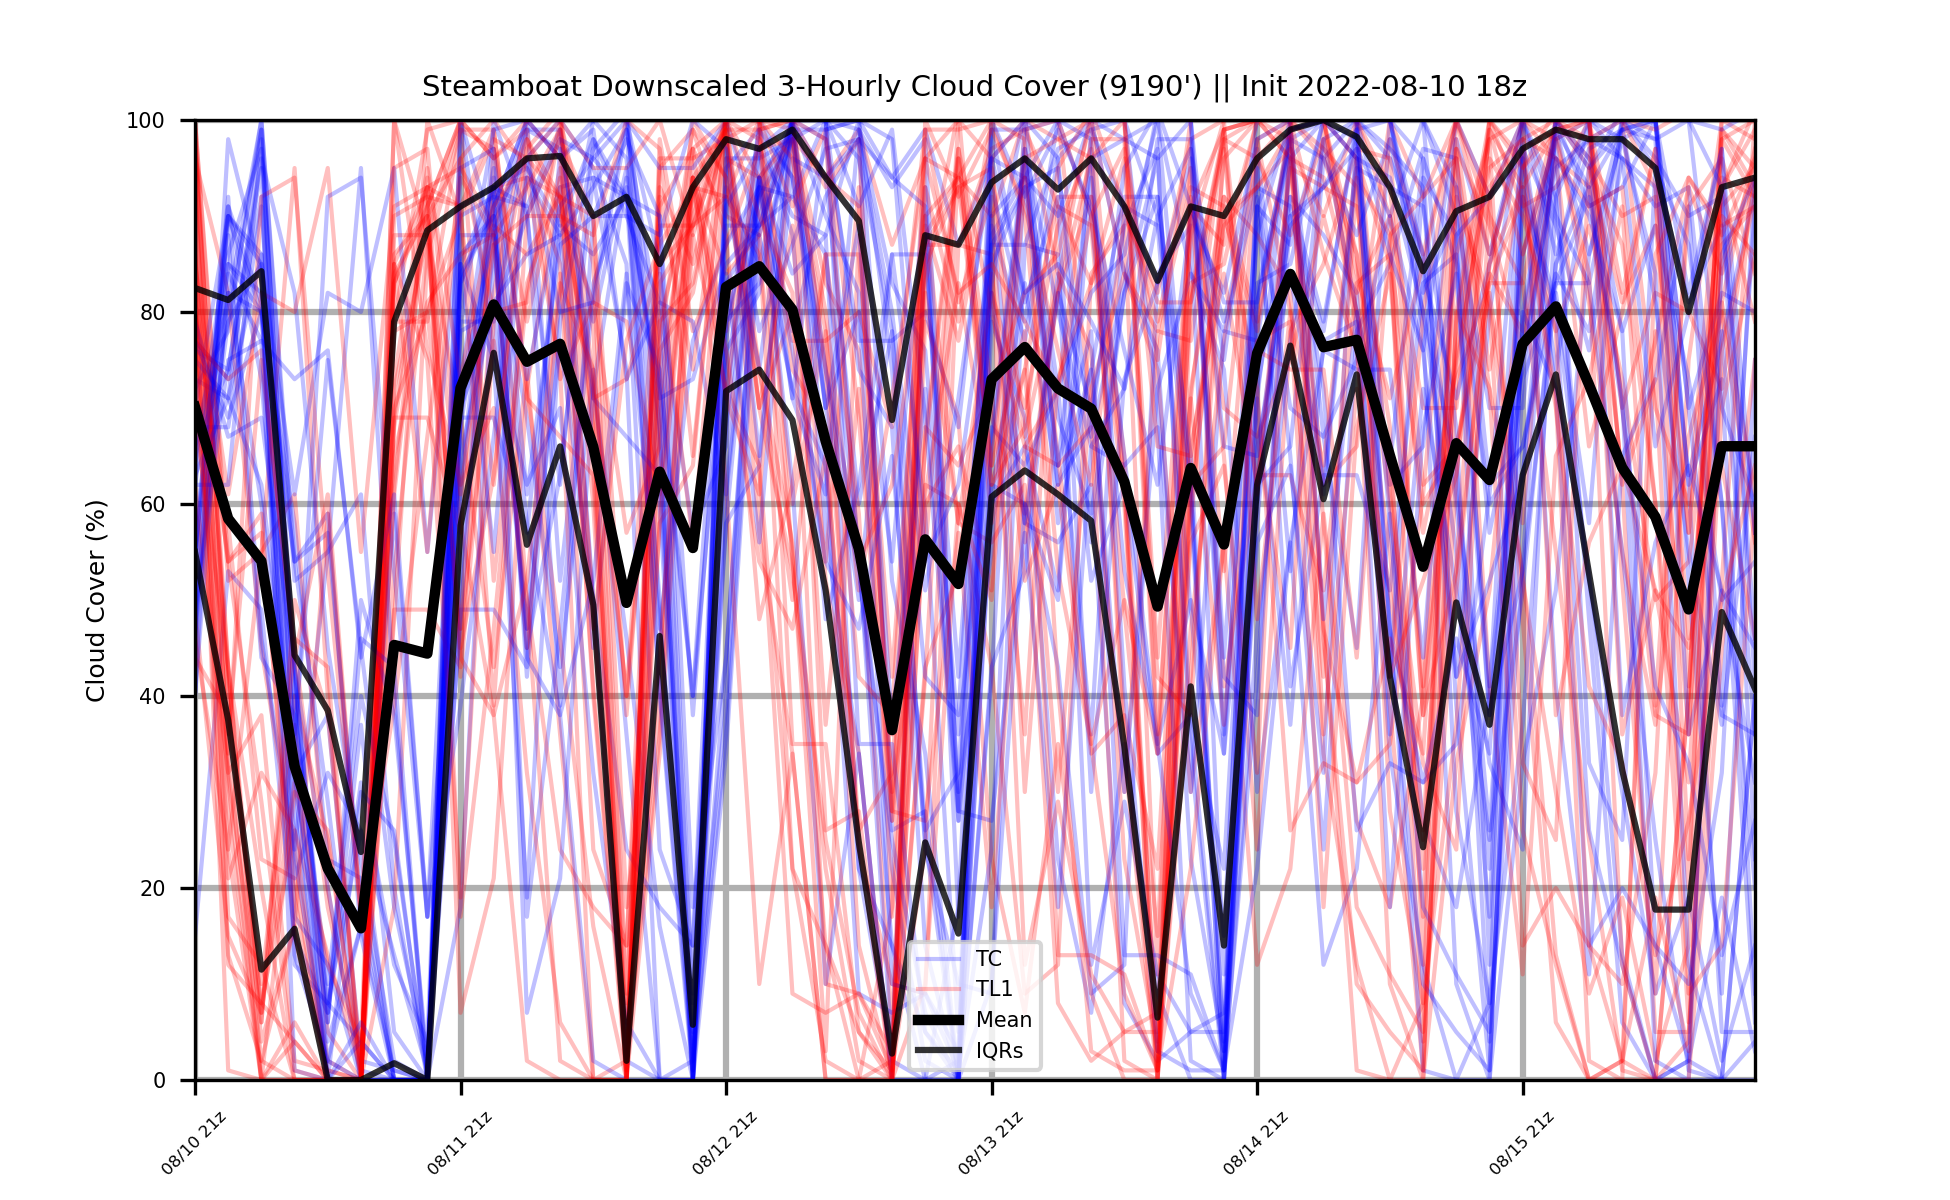 Steamboat Downscaled 3-Hourly Cloud Cover (9190') || Init 2022-08-10 18z
Cloud Cover (%)
100
80
60
40
20
0
TC
TL1
Mean
IQRs
08/10 21z
08/11 21z
08/12 21z
08/13 21z
08/14 21z
08/15 21z